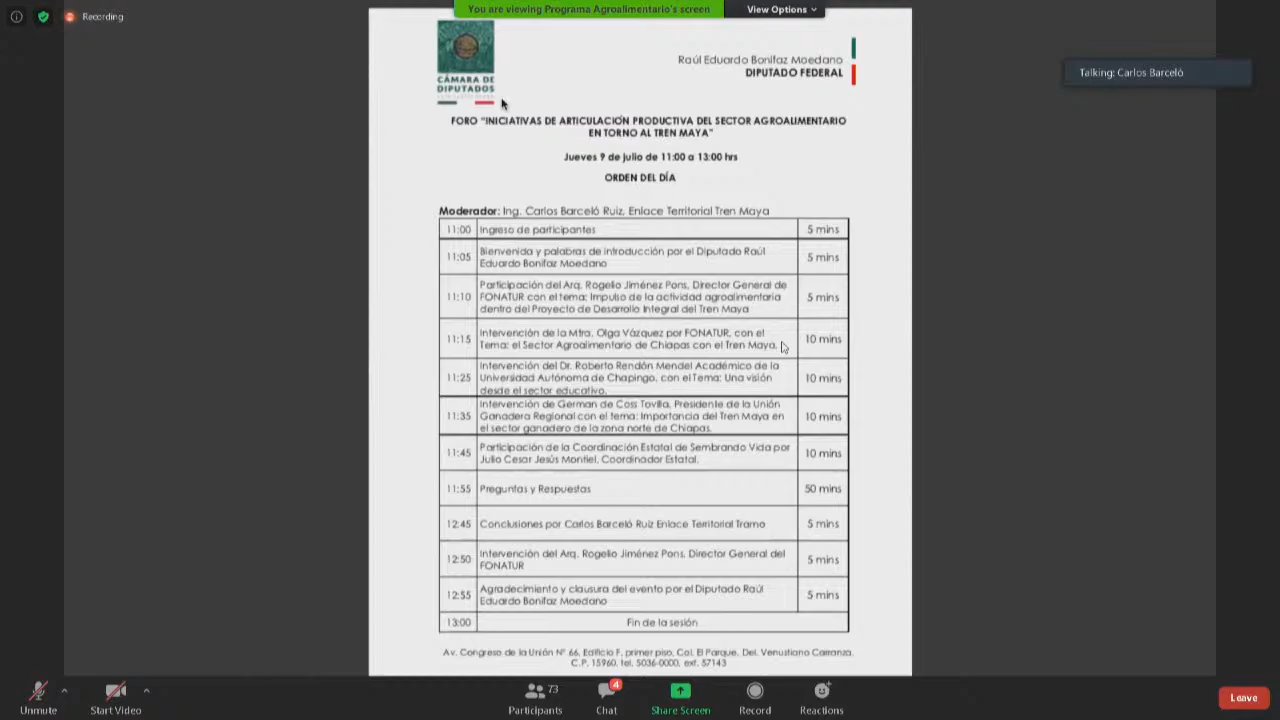 Recording
You are viewing Programa Agroalimentario's screen
View Options
Talking: Carlos Barceló
CÁMARA DE
DIPUTADOS
Raúl Eduardo Bonifaz Moedano
DIPUTADO FEDERAL
FORO "INICIATIVAS DE ARTICULACIÓN PRODUCTIVA DEL SECTOR AGROALIMENTARIO
EN TORNO AL TREN MAYA"
Jueves 9 de julio de 11:00 a 13:00 hrs
ORDEN DEL DÍA
Moderador: Ing. Carlos Barceló Ruiz, Enlace Territorial Tren Maya
11:00 Ingreso de participantes 5 mins
11:05 Bienvenida y palabras de introducción por el Diputado Raúl
Eduardo Bonifaz Moedano 5 mins
11:10 Participación del Arq. Rogelio Jiménez Pons, Director General de
FONATUR con el tema: Impulso de la actividad agroalimentaria
dentro del Proyecto de Desarrollo Integral del Tren Maya 5 mins
11:15 Intervención de la Mtra. Olga Vázquez por FONATUR, con el
Tema: el Sector Agroalimentario de Chiapas con el Tren Maya. 10 mins
11:25 Intervención del Dr. Roberto Rendón Mendel Académico de la
Universidad Autónoma de Chapingo, con el Tema: Una visión
desde el sector educativo. 10 mins
11:35 Intervención de German de Coss Tovilla, Presidente de la Unión
Ganadera Regional con el tema: Importancia del Tren Maya en
el sector ganadero de la zona norte de Chiapas. 10 mins
11:45 Participación de la Coordinación Estatal de Sembrando Vida por
Julio Cesar Jesús Montiel, Coordinador Estatal. 10 mins
11:55 Preguntas y Respuestas 50 mins
12:45 Conclusiones por Carlos Barceló Ruiz Enlace Territorial Tramo 5 mins
12:50 Intervención del Arq. Rogelio Jiménez Pons, Director General del
FONATUR 5 mins
12:55 Agradecimiento y clausura del evento por el Diputado Raúl
Eduardo Bonifaz Moedano 5 mins
13:00 Fin de la sesión
Av. Congreso de la Unión Nº 66, Edificio F, primer piso, Col. El Parque, Del. Venustiano Carranza,
C.P. 15960, tel. 5036-0000, ext. 57143
Unmute
Start Video
73
Participants
4
Chat
Share Screen
Record
Reactions
Leave